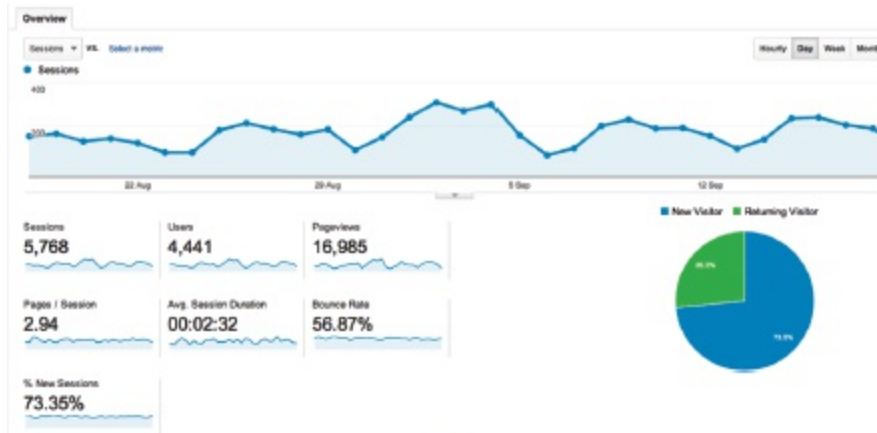 Overview
Sessions VS. Select a metric
Hourly Day Week
Sessions
400
200
22 Aug 29 Aug 5 Sep 12 Sep
New Visitor Returning Visitor
Sessions Users Pageviews
5,768 4,441 16,985
Pages / Session Avg. Session Duration Bounce Rate
2.94 00:02:32 56.87%
% New Sessions
73.35%